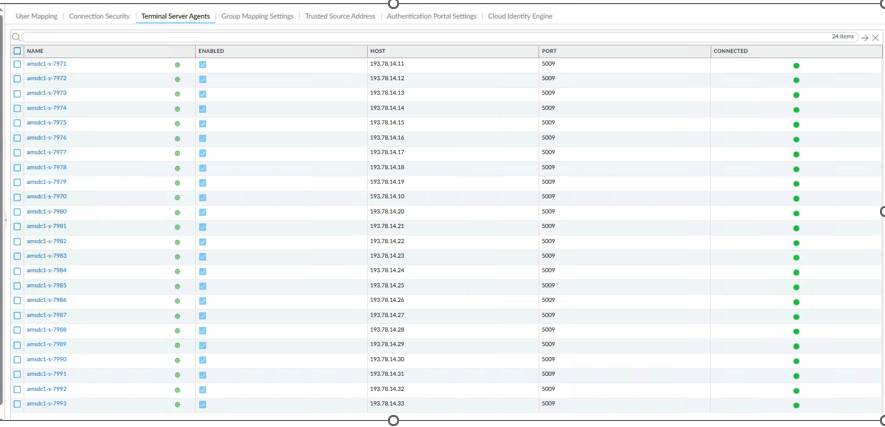 User Mapping | Connection Security | Terminal Server Agents | Group Mapping Settings | Trusted Source Address | Authentication Portal Settings | Cloud Identity Engine
24 items
NAME ENABLED HOST PORT CONNECTED
amsdc1-s-7971 193.78.14.11 5009
amsdc1-s-7972 193.78.14.12 5009
amsdc1-s-7973 193.78.14.13 5009
amsdc1-s-7974 193.78.14.14 5009
amsdc1-s-7975 193.78.14.15 5009
amsdc1-s-7976 193.78.14.16 5009
amsdc1-s-7977 193.78.14.17 5009
amsdc1-s-7978 193.78.14.18 5009
amsdc1-s-7979 193.78.14.19 5009
amsdc1-s-7970 193.78.14.10 5009
amsdc1-s-7980 193.78.14.20 5009
amsdc1-s-7981 193.78.14.21 5009
amsdc1-s-7982 193.78.14.22 5009
amsdc1-s-7983 193.78.14.23 5009
amsdc1-s-7984 193.78.14.24 5009
amsdc1-s-7985 193.78.14.25 5009
amsdc1-s-7986 193.78.14.26 5009
amsdc1-s-7987 193.78.14.27 5009
amsdc1-s-7988 193.78.14.28 5009
amsdc1-s-7989 193.78.14.29 5009
amsdc1-s-7990 193.78.14.30 5009
amsdc1-s-7991 193.78.14.31 5009
amsdc1-s-7992 193.78.14.32 5009
amsdc1-s-7993 193.78.14.33 5009